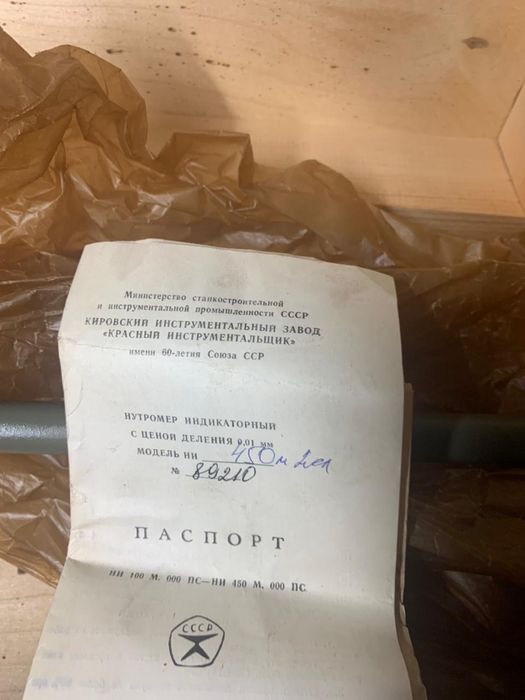 Министерство станкостроительной
и инструментальной промышленности СССР
КИРОВСКИЙ ИНСТРУМЕНТАЛЬНЫЙ ЗАВОД
«КРАСНЫЙ ИНСТРУМЕНТАЛЬЩИК»
имени 60-летия Союза ССР
НУТРОМЕР ИНДИКАТОРНЫЙ
С ЦЕНОЙ ДЕЛЕНИЯ 0,01 мм
МОДЕЛЬ НИ 450м
№ 89210
ПАСПОРТ
НИ 100 М. 000 ПС—НИ 450 М. 000 ПС
СССР